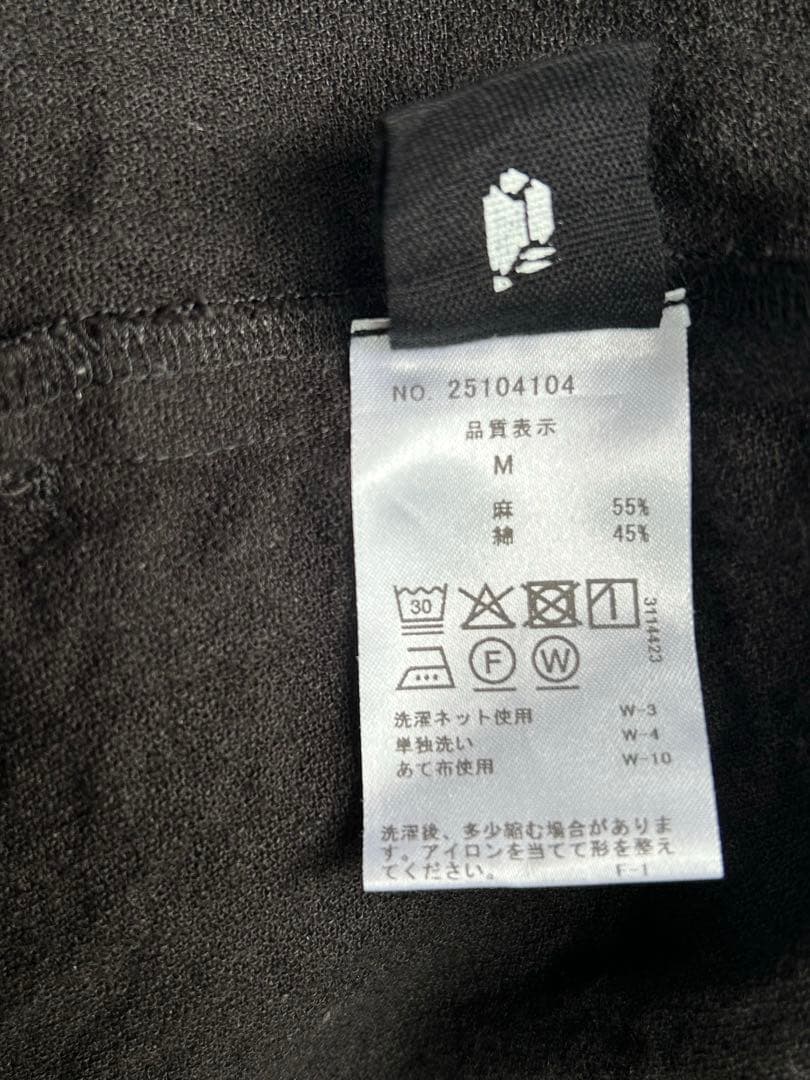 NO. 25104104
品質表示
M
麻 55%
綿 45%
30
3114423
F W
洗濯ネット使用 W-3
単独洗い W-4
あて布使用 W-10
洗濯後、多少縮む場合がありま
す。アイロンを当てて形を整え
てください。 F-1